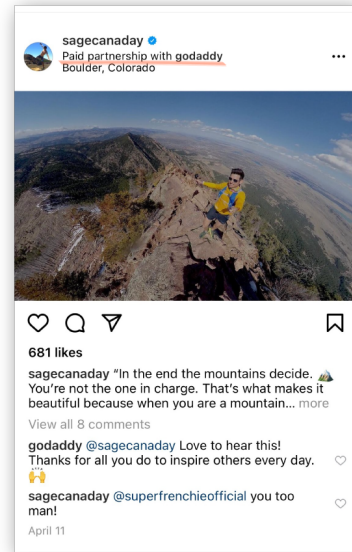 sagecanaday
Paid partnership with godaddy
Boulder, Colorado
681 likes
sagecanaday “In the end the mountains decide. ⛰️
You’re not the one in charge. That’s what makes it
beautiful because when you are a mountain... more
View all 8 comments
godaddy @sagecanaday Love to hear this!
Thanks for all you do to inspire others every day.
🙌
sagecanaday @superfrenchieofficial you too
man!
April 11